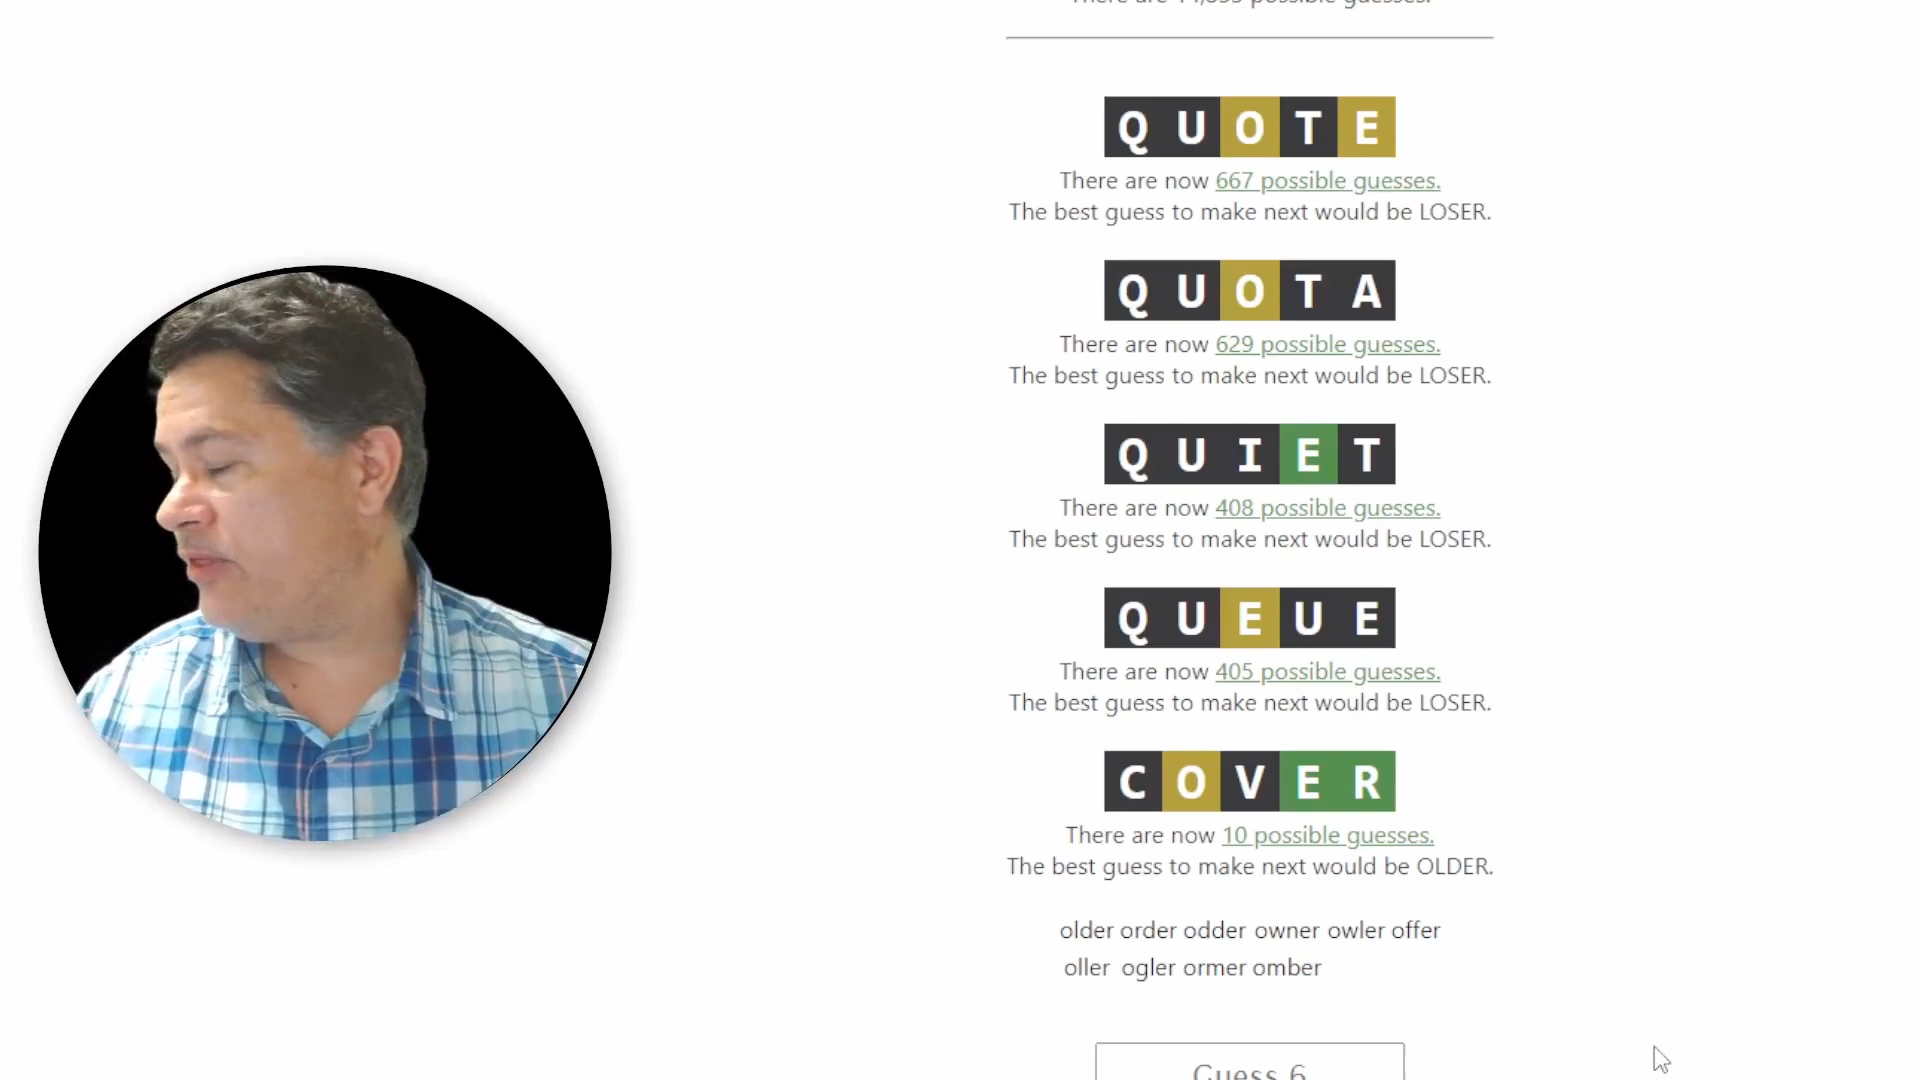 possible guesses.
QUOTE
There are now 667 possible guesses.
The best guess to make next would be LOSER.
QUOTA
There are now 629 possible guesses.
The best guess to make next would be LOSER.
QUIET
There are now 408 possible guesses.
The best guess to make next would be LOSER.
QUEUE
There are now 405 possible guesses.
The best guess to make next would be LOSER.
COVER
There are now 10 possible guesses.
The best guess to make next would be OLDER.
older order odder owner owler offer
oller ogler ormer omber
Guess 6